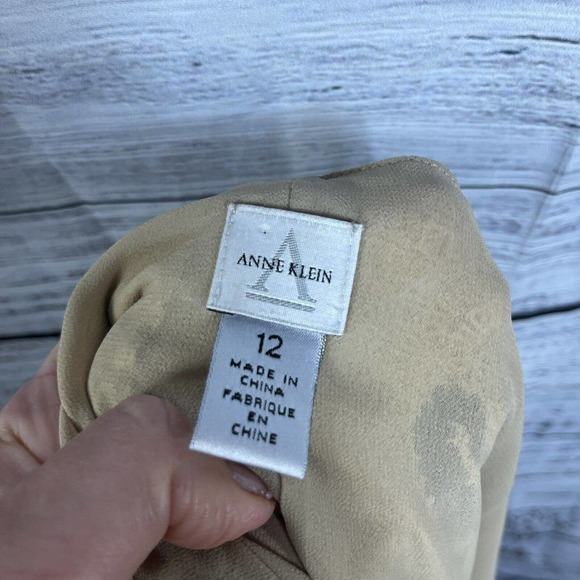 A
ANNE KLEIN
12
MADE IN
CHINA
FABRIQUE
EN
CHINE